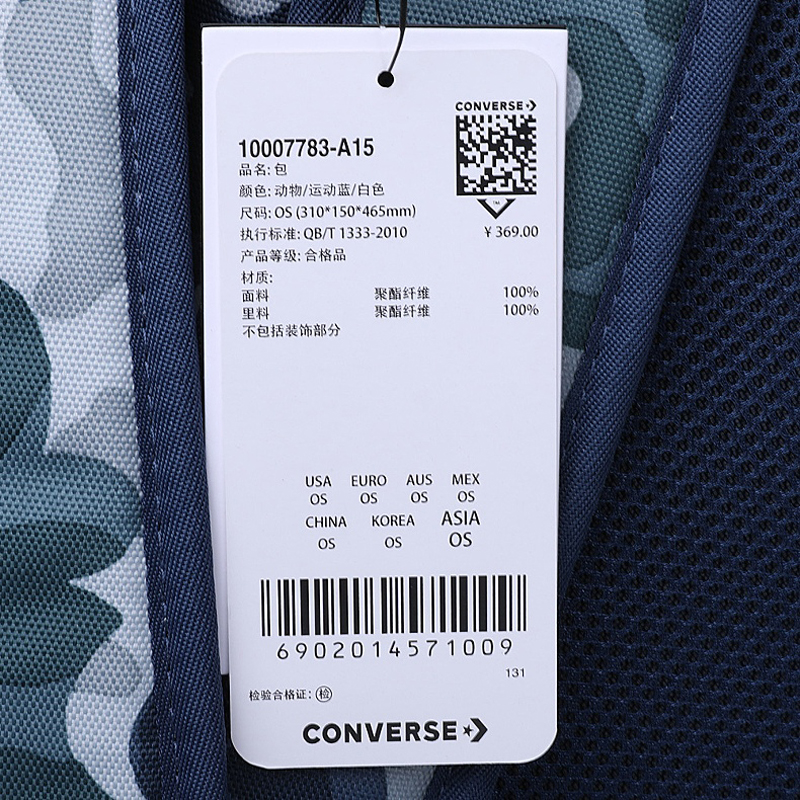 CONVERSE
10007783-A15
品名: 包
颜色: 动物/运动蓝/白色
尺码: OS (310*150*465mm)
TM
执行标准: QB/T 1333-2010
¥ 369.00
产品等级: 合格品
材质:
面料 聚酯纤维 100%
里料 聚酯纤维 100%
不包括装饰部分
USA EURO AUS MEX
OS OS OS OS
CHINA KOREA ASIA
OS OS OS
6902014571009
131
检验合格证: 检
CONVERSE